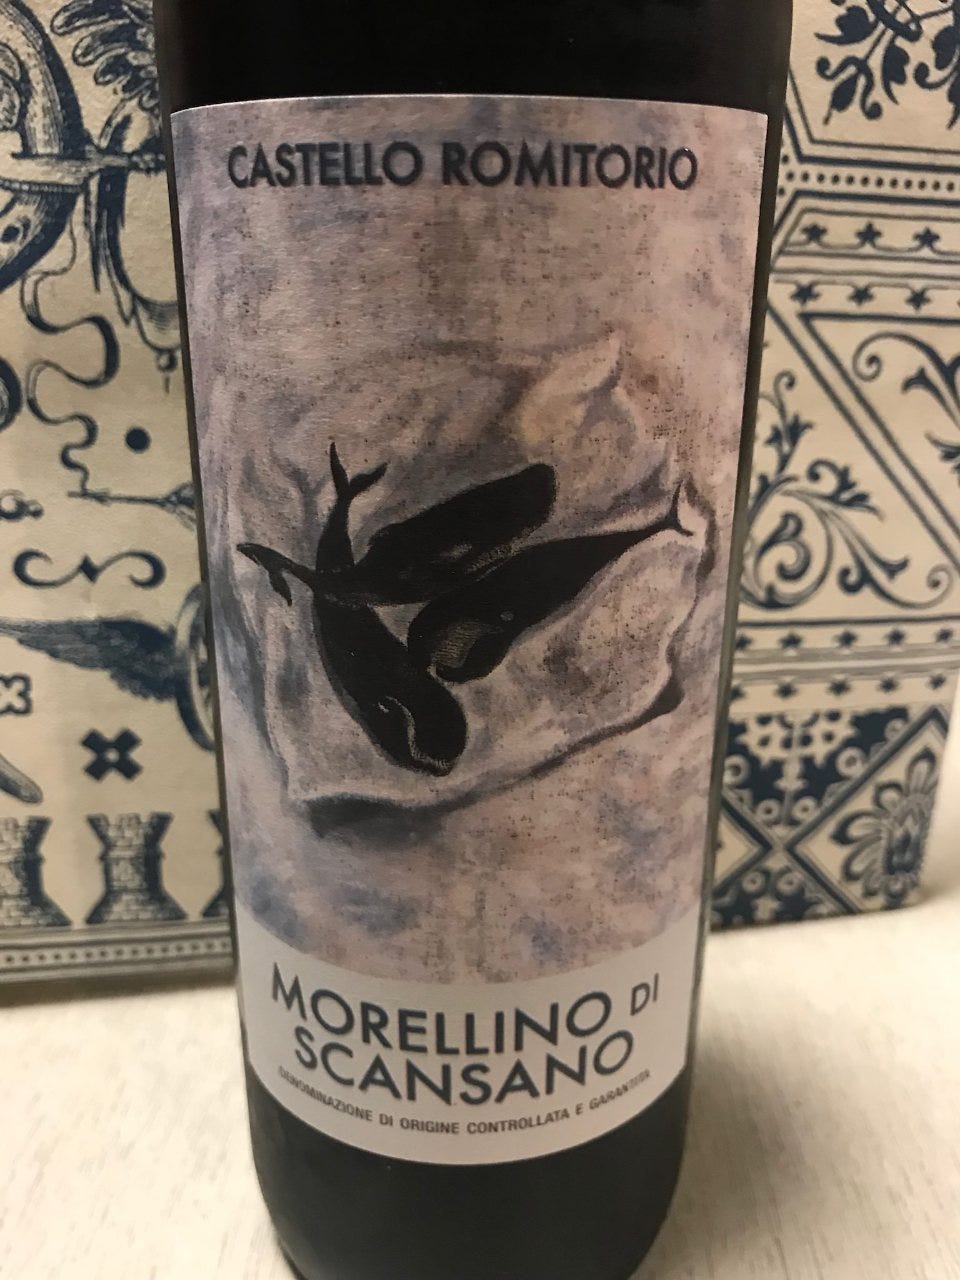 CASTELLO ROMITORIO
MORELLINO DI
SCANSANO
DENOMINAZIONE DI ORIGINE CONTROLLATA E GARANTITA